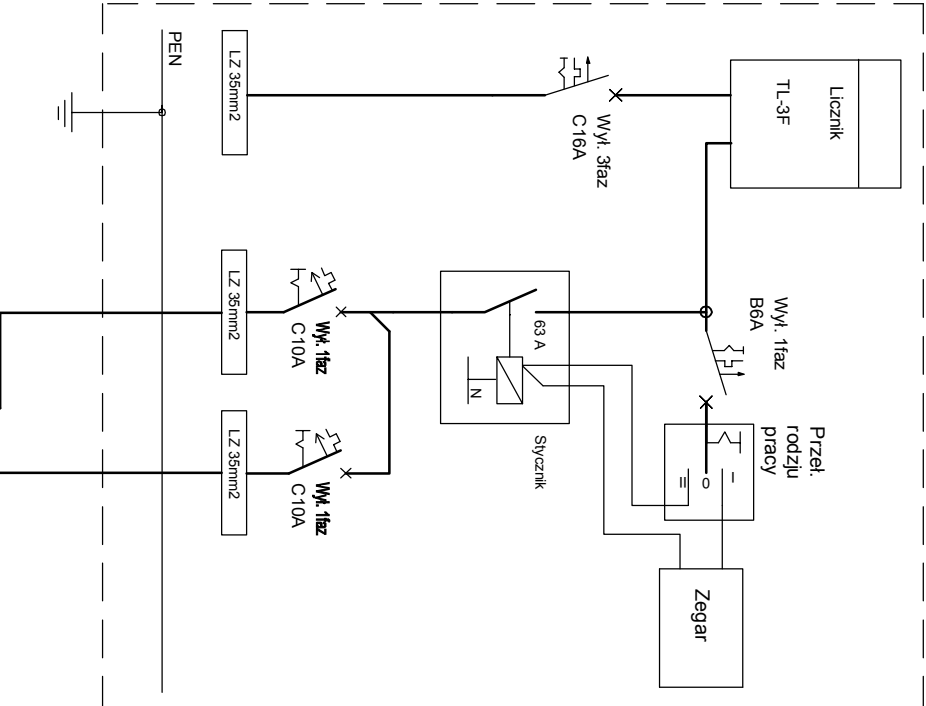 Licznik
TL-3F
Wył. 1faz
B6A
Przeł.
rodzju
pracy
I
0
II
Zegar
Wył. 3faz
C16A
63 A
N
Stycznik
Wył. 1faz
C10A
Wył. 1faz
C10A
LZ 35mm2
LZ 35mm2
LZ 35mm2
PEN